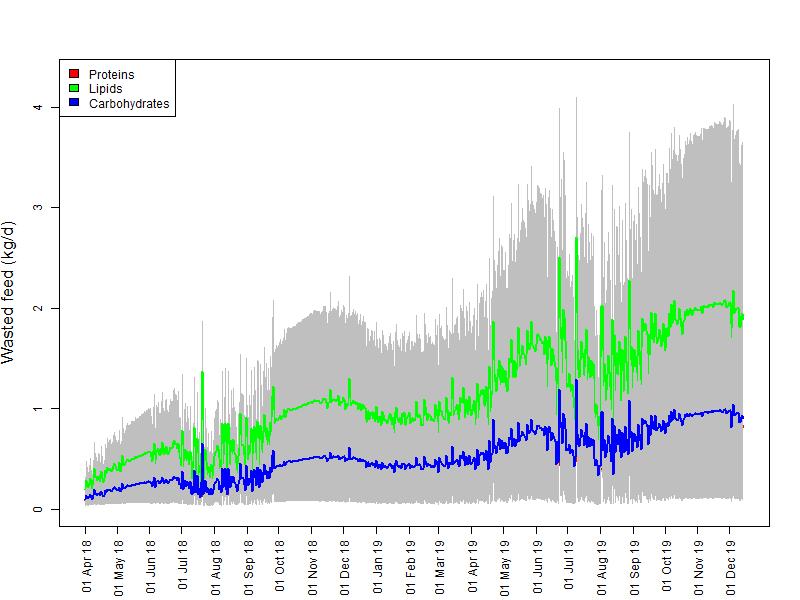 Proteins
Lipids
Carbohydrates
Wasted feed (kg/d)
4
3
2
1
0
01 Apr 18
01 May 18
01 Jun 18
01 Jul 18
01 Aug 18
01 Sep 18
01 Oct 18
01 Nov 18
01 Dec 18
01 Jan 19
01 Feb 19
01 Mar 19
01 Apr 19
01 May 19
01 Jun 19
01 Jul 19
01 Aug 19
01 Sep 19
01 Oct 19
01 Nov 19
01 Dec 19